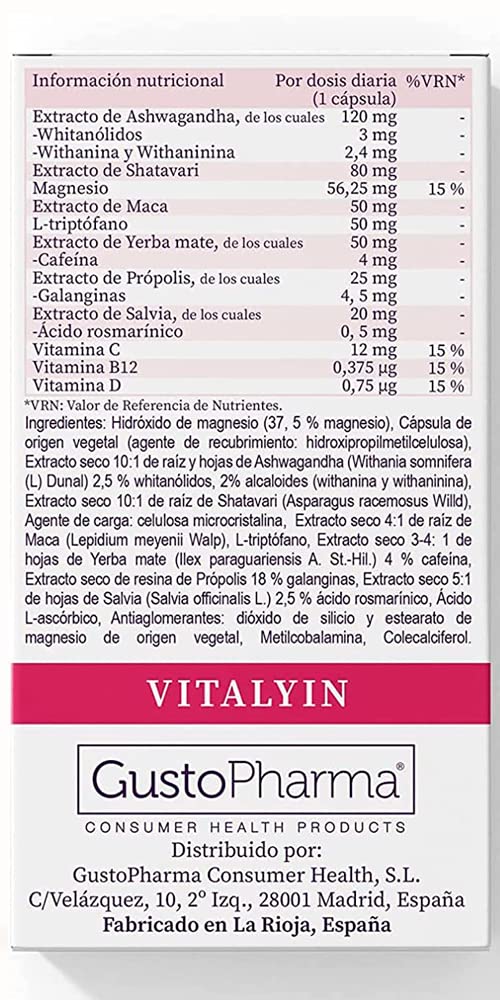 Información nutricional Por dosis diaria %VRN*
(1 cápsula)
Extracto de Ashwagandha, de los cuales 120 mg -
-Whitanólidos 3 mg -
-Withanina y Withaninina 2,4 mg -
Extracto de Shatavari 80 mg -
Magnesio 56,25 mg 15 %
Extracto de Maca 50 mg -
L-triptófano 50 mg -
Extracto de Yerba mate, de los cuales 50 mg -
-Cafeína 4 mg -
Extracto de Própolis, de los cuales 25 mg -
-Galanginas 4, 5 mg -
Extracto de Salvia, de los cuales 20 mg -
-Ácido rosmarínico 0, 5 mg -
Vitamina C 12 mg 15 %
Vitamina B12 0,375 µg 15 %
Vitamina D 0,75 µg 15 %
*VRN: Valor de Referencia de Nutrientes.
Ingredientes: Hidróxido de magnesio (37, 5 % magnesio), Cápsula de
origen vegetal (agente de recubrimiento: hidroxipropilmetilcelulosa),
Extracto seco 10:1 de raíz y hojas de Ashwagandha (Withania somnifera
(L) Dunal) 2,5 % whitanólidos, 2% alcaloides (withanina y withaninina),
Extracto seco 10:1 de raíz de Shatavari (Asparagus racemosus Willd),
Agente de carga: celulosa microcristalina, Extracto seco 4:1 de raíz de
Maca (Lepidium meyenii Walp), L-triptófano, Extracto seco 3-4: 1 de
hojas de Yerba mate (Ilex paraguariensis A. St.-Hil.) 4 % cafeína,
Extracto seco de resina de Própolis 18 % galanginas, Extracto seco 5:1
de hojas de Salvia (Salvia officinalis L.) 2,5 % ácido rosmarínico, Ácido
L-ascórbico, Antiaglomerantes: dióxido de silicio y estearato de
magnesio de origen vegetal, Metilcobalamina, Colecalciferol.
VITALYIN
GustoPharma®
CONSUMER HEALTH PRODUCTS
Distribuido por:
GustoPharma Consumer Health, S.L.
C/Velázquez, 10, 2º Izq., 28001 Madrid, España
Fabricado en La Rioja, España